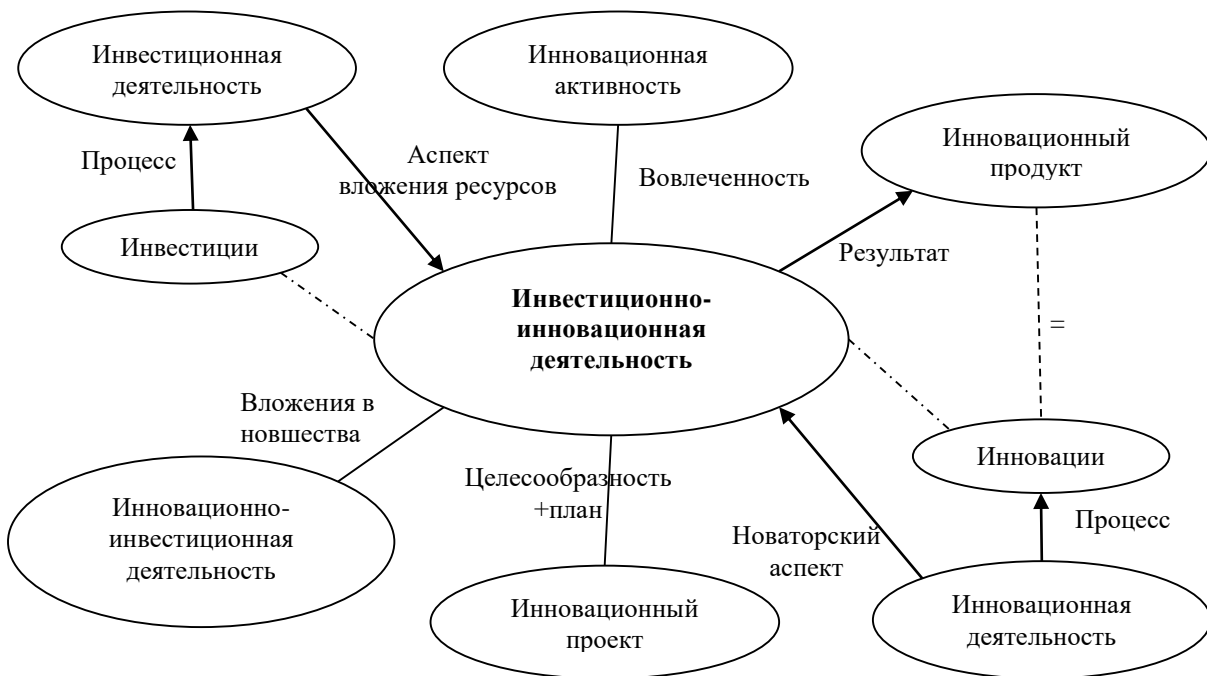 Инвестиционная
деятельность
Инновационная
активность
Инновационный
продукт
Процесс
Аспект
вложения ресурсов
Вовлеченность
Инвестиции
Результат
Инвестиционно-
инновационная
деятельность
=
Вложения в
новшества
Инновации
Целесообразность
+план
Инновационно-
инвестиционная
деятельность
Новаторский
аспект
Процесс
Инновационный
проект
Инновационная
деятельность